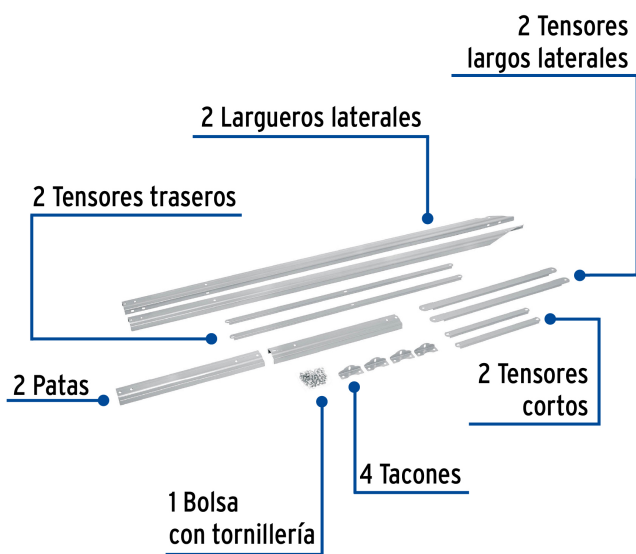 2 Tensores
largos laterales
2 Largueros laterales
2 Tensores traseros
2 Patas
2 Tensores
cortos
4 Tacones
1 Bolsa
con tornillería